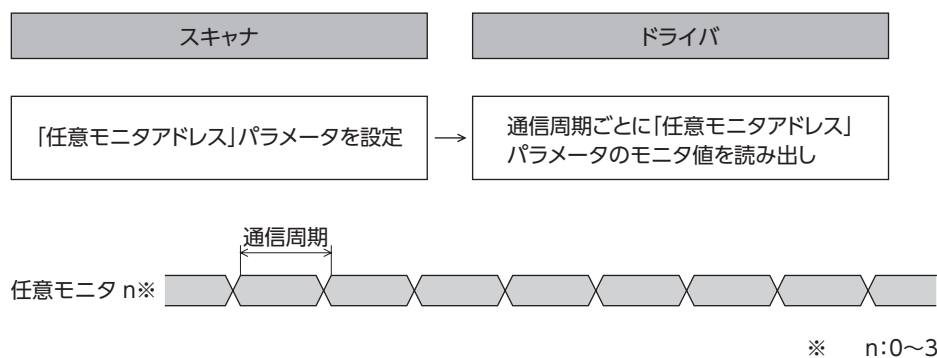 スキャナ
ドライバ
「任意モニタアドレス」パラメータを設定
通信周期ごとに「任意モニタアドレス」
パラメータのモニタ値を読み出し
通信周期
任意モニタ n※
※ n:0～3